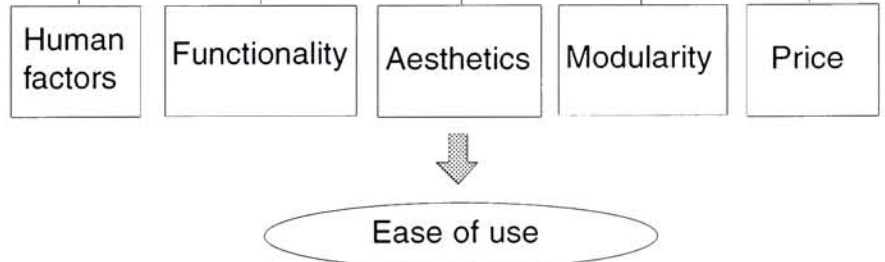 Human
factors
Functionality
Aesthetics
Modularity
Price
Ease of use